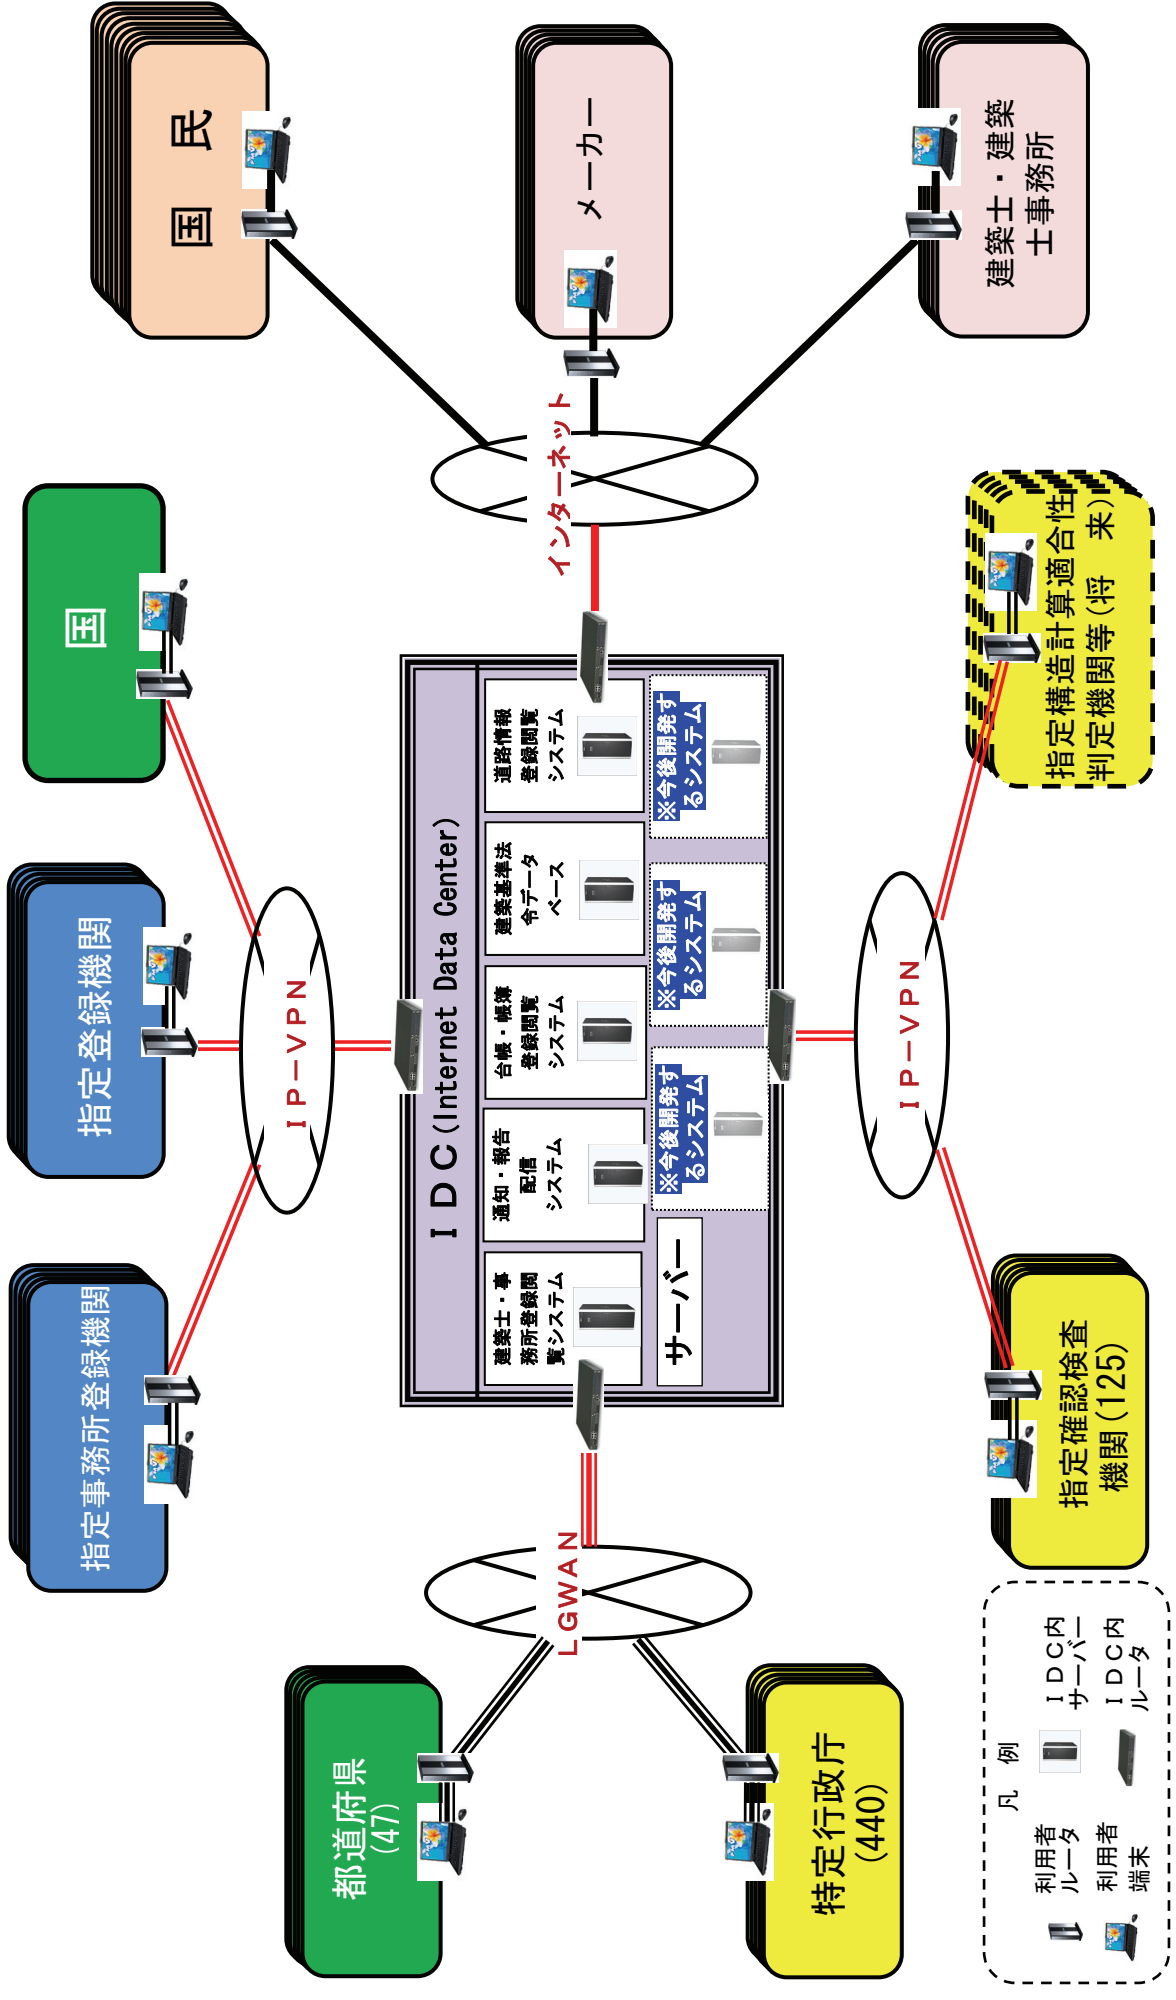 都道府県
(47)
特定行政庁
(440)
LGWAN
指定事務所登録機関
指定登録機関
国
IP－VPN
ＩＤＣ(Internet Data Center)
建築士・事
務所登録閲
覧システム
通知・報告
配信
システム
台帳・帳簿
登録閲覧
システム
建築基準法
令データ
ベース
道路情報
登録閲覧
システム
サーバー
※今後開発す
るシステム
※今後開発す
るシステム
※今後開発す
るシステム
IP－VPN
指定確認検査
機関(125)
指定構造計算適合性
判定機関等(将　来)
インターネット
国　民
メーカー
建築士・建築
士事務所
凡　例
利用者
ルータ
ＩＤＣ内
サーバー
利用者
端末
ＩＤＣ内
ルータ